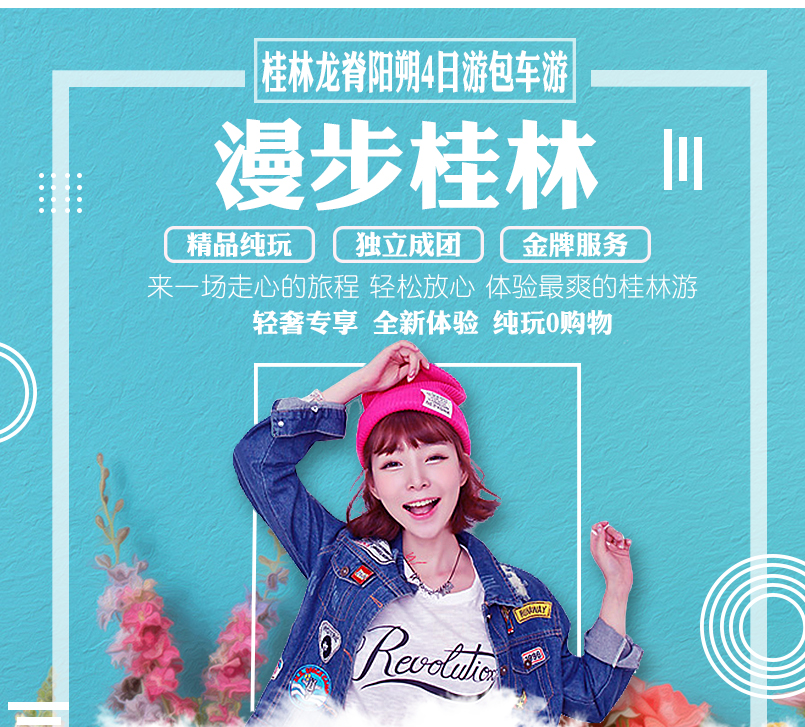 桂林龙脊阳朔4日游包车游
漫步桂林
精品纯玩 独立成团 金牌服务
来一场走心的旅程 轻松放心 体验最爽的桂林游
轻奢专享 全新体验 纯玩0购物
RUNAWAY
1990
Revolution